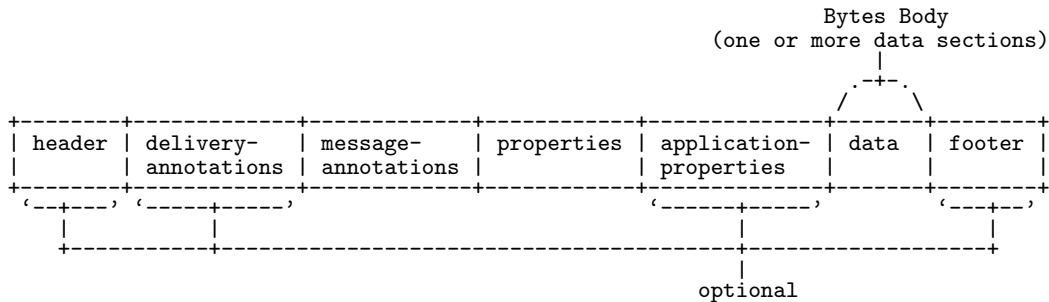 Bytes Body
(one or more data sections)
header
delivery-
annotations
message-
annotations
properties
application-
properties
data
footer
optional